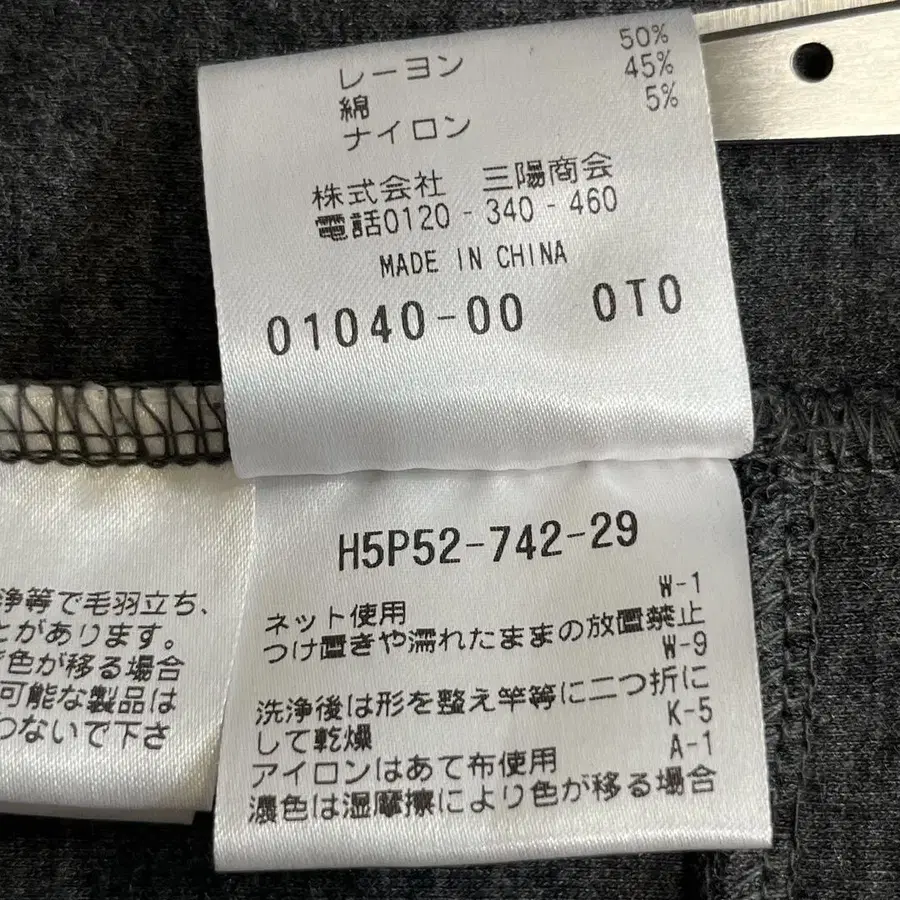 レーヨン 50%
綿 45%
ナイロン 5%
株式会社 三陽商会
電話0120-340-460
MADE IN CHINA
01040-00 0T0
H5P52-742-29
W-1
ネット使用
つけ置きや濡れたままの放置禁止
W-9
洗浄後は形を整え竿等に二つ折に
K-5
して乾燥
A-1
アイロンはあて布使用
濃色は湿摩擦により色が移る場合
浄等で毛羽立ち、
とがあります。
色が移る場合
可能な製品は
わないで下さ